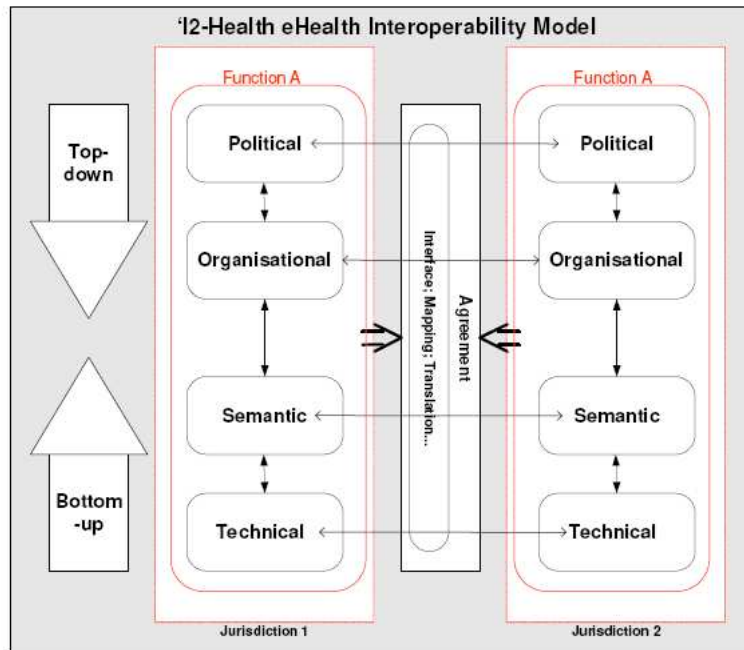 ‘I2-Health eHealth Interoperability Model
Function A
Function A
Top-
down
Political
Political
Organisational
Organisational
Interface; Mapping; Translation...
Agreement
Semantic
Semantic
Bottom
-up
Technical
Technical
Jurisdiction 1
Jurisdiction 2